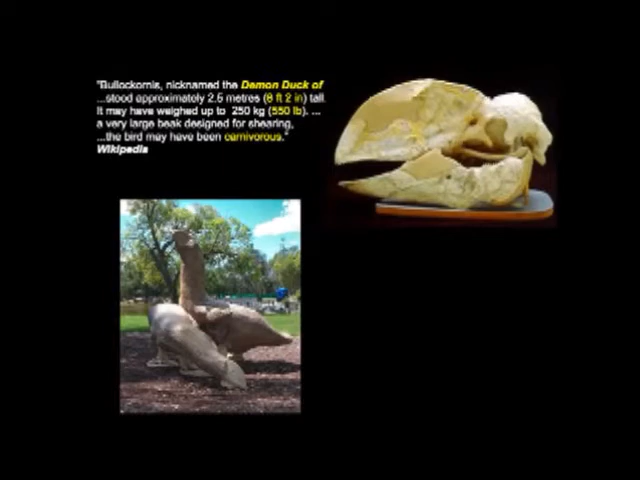 "Bullockornis, nicknamed the Demon Duck of
...stood approximately 2.5 metres (8 ft 2 in) tall.
It may have weighed up to 250 kg (550 lb). ...
a very large beak designed for shearing,
...the bird may have been carnivorous."
Wikipedia